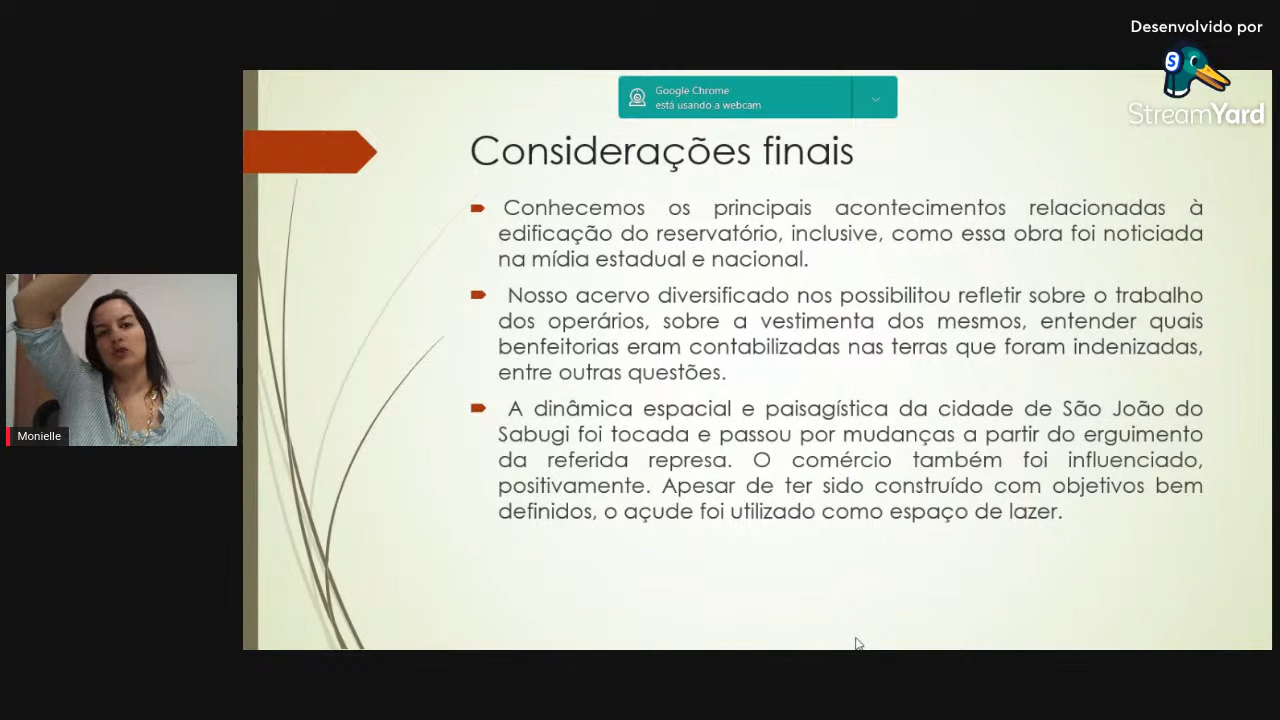 Desenvolvido por
StreamYard
Google Chrome
está usando a webcam
Considerações finais
Conhecemos os principais acontecimentos relacionadas à
edificação do reservatório, inclusive, como essa obra foi noticiada
na mídia estadual e nacional.
Nosso acervo diversificado nos possibilitou refletir sobre o trabalho
dos operários, sobre a vestimenta dos mesmos, entender quais
benfeitorias eram contabilizadas nas terras que foram indenizadas,
entre outras questões.
A dinâmica espacial e paisagística da cidade de São João do
Sabugi foi tocada e passou por mudanças a partir do erguimento
da referida represa. O comércio também foi influenciado,
positivamente. Apesar de ter sido construído com objetivos bem
definidos, o açude foi utilizado como espaço de lazer.
Monielle